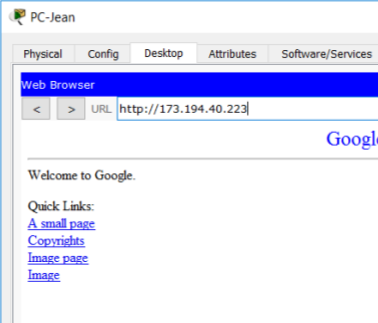 PC-Jean
Physical Config Desktop Attributes Software/Services
Web Browser
< > URL http://173.194.40.223
Google
Welcome to Google.
Quick Links:
A small page
Copyrights
Image page
Image